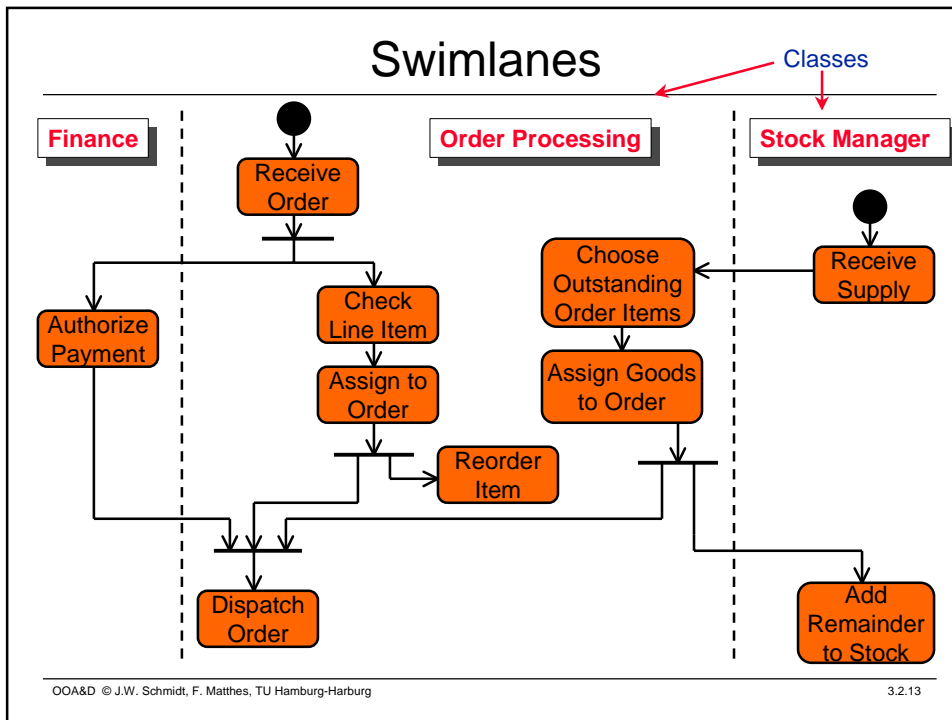 Swimlanes
Classes
Finance
Order Processing
Stock Manager
Receive
Order
Choose
Outstanding
Order Items
Receive
Supply
Check
Line Item
Authorize
Payment
Assign to
Order
Assign Goods
to Order
Reorder
Item
Dispatch
Order
Add
Remainder
to Stock
OOA&D © J.W. Schmidt, F. Matthes, TU Hamburg-Harburg
3.2.13